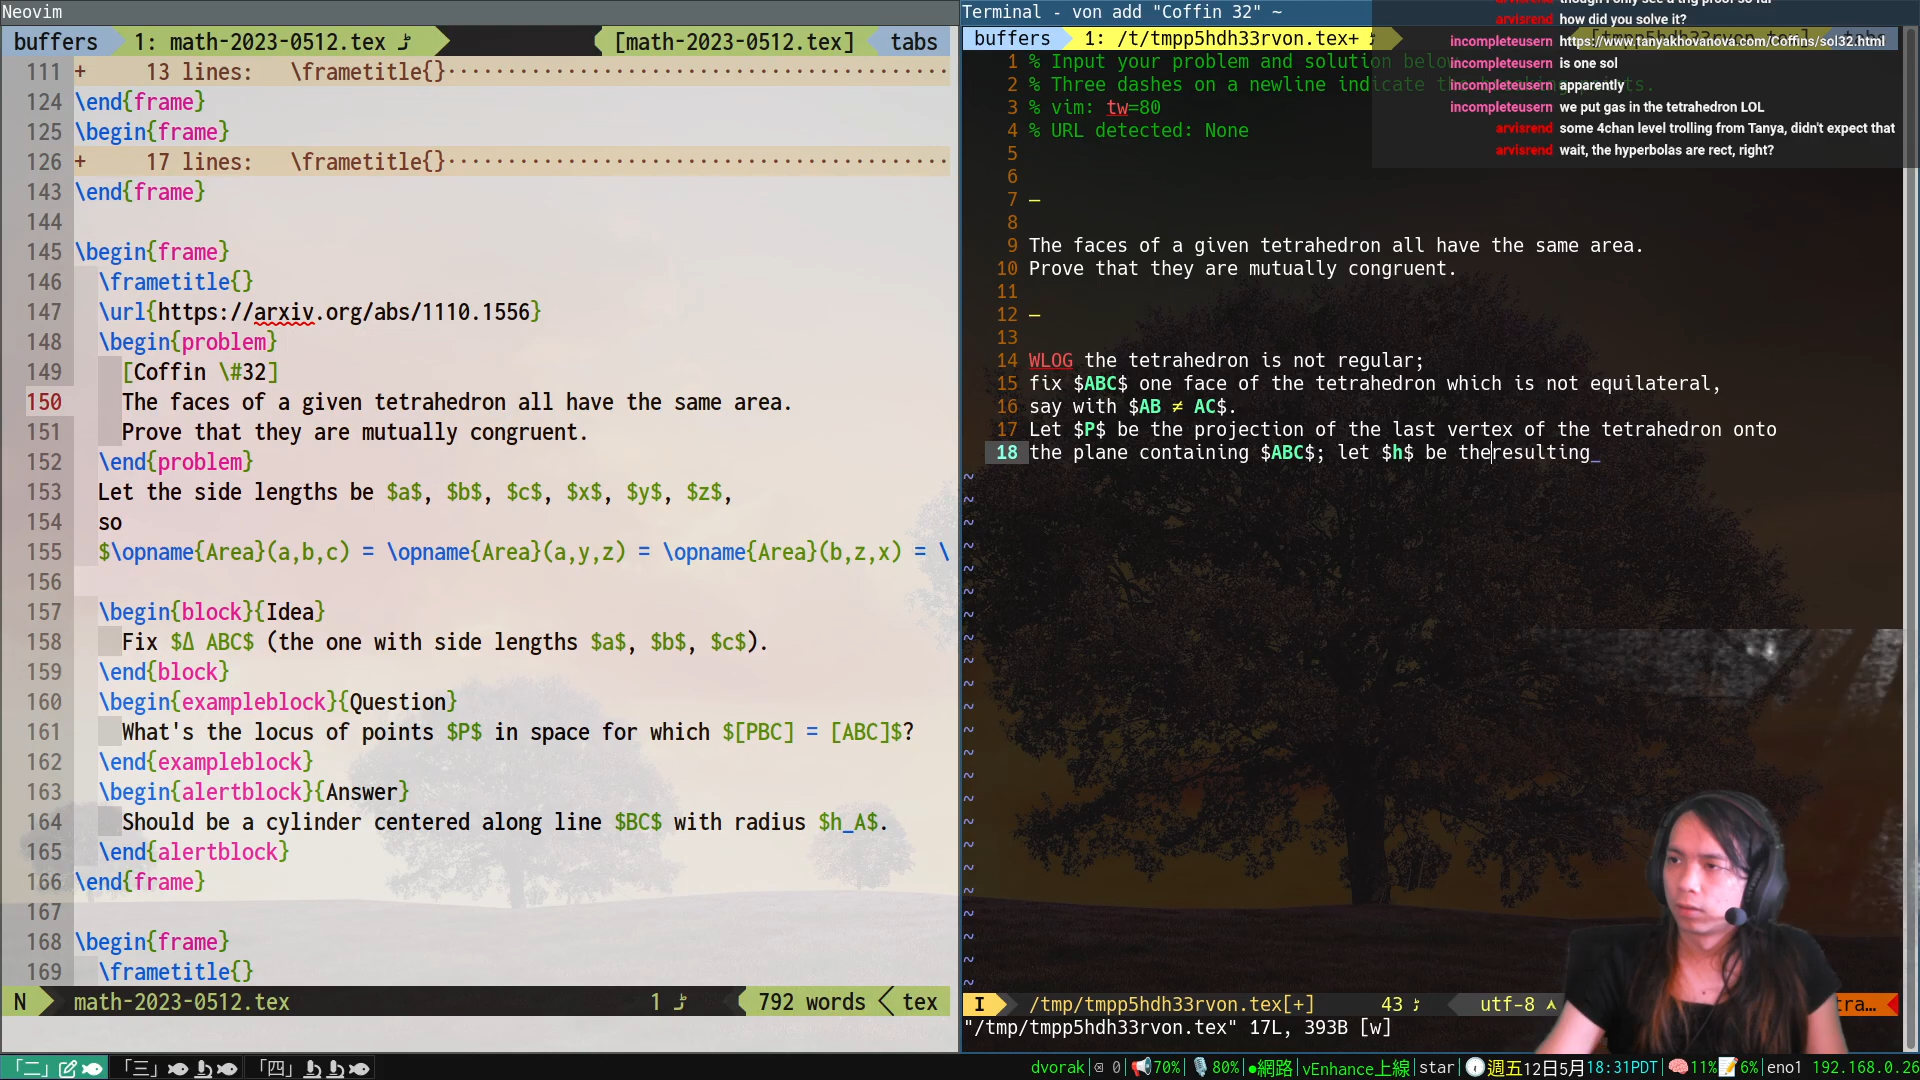 Neovim
buffers 1: math-2023-0512.tex [math-2023-0512.tex] tabs
111 + 13 lines: \frametitle{}
124 \end{frame}
125 \begin{frame}
126 + 17 lines: \frametitle{}
143 \end{frame}
144
145 \begin{frame}
146 \frametitle{}
147 \url{https://arxiv.org/abs/1110.1556}
148 \begin{problem}
149 [Coffin \#32]
150 The faces of a given tetrahedron all have the same area.
151 Prove that they are mutually congruent.
152 \end{problem}
153 Let the side lengths be $a$, $b$, $c$, $x$, $y$, $z$,
154 so
155 $\opname{Area}(a,b,c) = \opname{Area}(a,y,z) = \opname{Area}(b,z,x) = \
156
157 \begin{block}{Idea}
158 Fix $Δ ABC$ (the one with side lengths $a$, $b$, $c$).
159 \end{block}
160 \begin{exampleblock}{Question}
161 What's the locus of points $P$ in space for which $[PBC] = [ABC]$?
162 \end{exampleblock}
163 \begin{alertblock}{Answer}
164 Should be a cylinder centered along line $BC$ with radius $h_A$.
165 \end{alertblock}
166 \end{frame}
167
168 \begin{frame}
169 \frametitle{}
N math-2023-0512.tex 1 792 words tex
Terminal - von add "Coffin 32" ~
buffers 1: /t/tmpp5hdh33rvon.tex+
1 % Input your problem and solution below
2 % Three dashes on a newline indicate
3 % vim: tw=80
4 % URL detected: None
5
6
7 —
8
9 The faces of a given tetrahedron all have the same area.
10 Prove that they are mutually congruent.
11
12 —
13
14 WLOG the tetrahedron is not regular;
15 fix $ABC$ one face of the tetrahedron which is not equilateral,
16 say with $AB ≠ AC$.
17 Let $P$ be the projection of the last vertex of the tetrahedron onto
18 the plane containing $ABC$; let $h$ be the resulting_
arvisrend how did you solve it?
incompleteusern https://www.tanyakhovanova.com/Coffins/sol32.html
incompleteusern is one sol
incompleteusern apparently
incompleteusern we put gas in the tetrahedron LOL
arvisrend some 4chan level trolling from Tanya, didn't expect that
arvisrend wait, the hyperbolas are rect, right?
I /tmp/tmpp5hdh33rvon.tex[+] 43 utf-8
"/tmp/tmpp5hdh33rvon.tex" 17L, 393B [w]
「二」 「三」 「四」 dvorak 0 70% 80% 網路 vEnhance上線 star 週五12日5月18:31PDT 11% 6% eno1 192.168.0.26